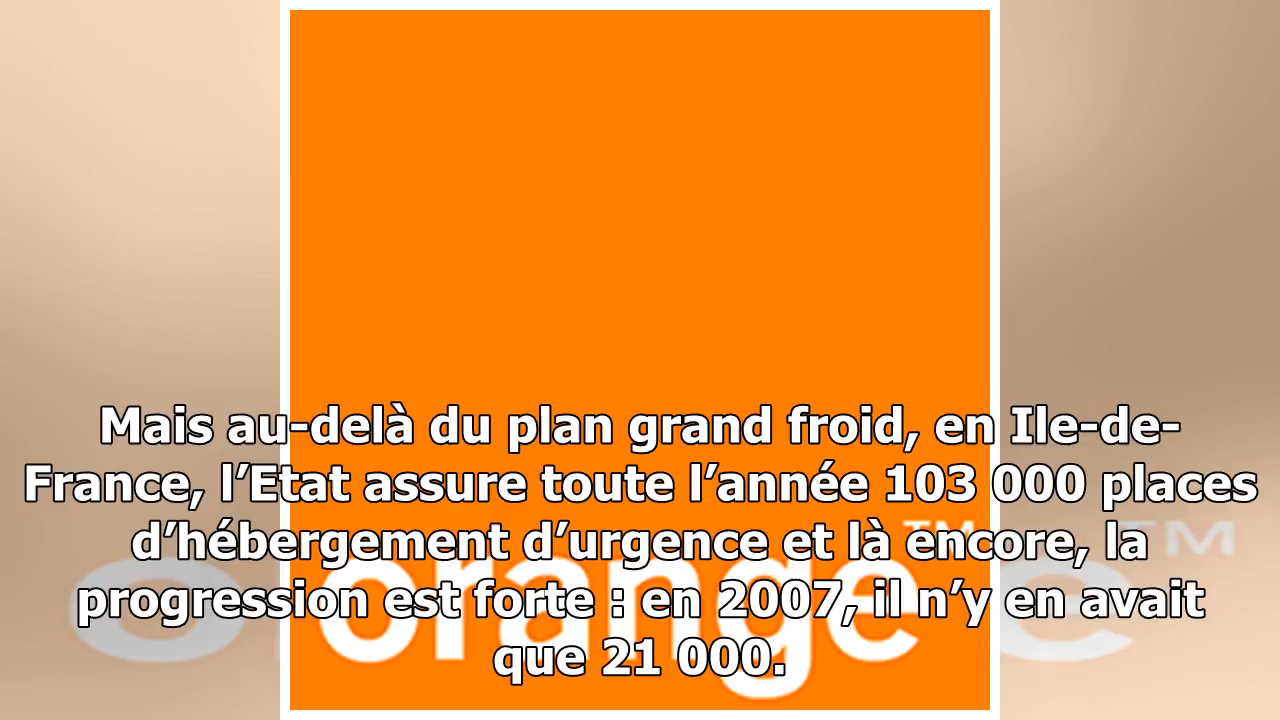 Mais au-delà du plan grand froid, en Ile-de-
France, l’Etat assure toute l’année 103 000 places
d’hébergement d’urgence et là encore, la
progression est forte : en 2007, il n’y en avait
que 21 000.
orange™